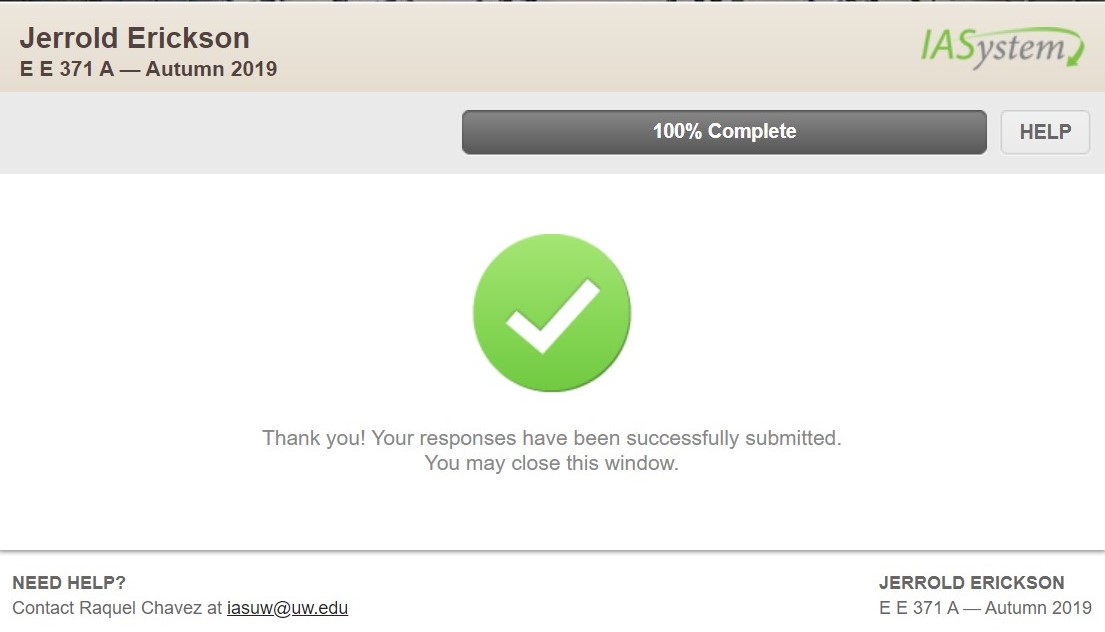 Jerrold Erickson
E E 371 A — Autumn 2019
IASystem
100% Complete
HELP
Thank you! Your responses have been successfully submitted.
You may close this window.
NEED HELP?
Contact Raquel Chavez at iasuw@uw.edu
JERROLD ERICKSON
E E 371 A — Autumn 2019